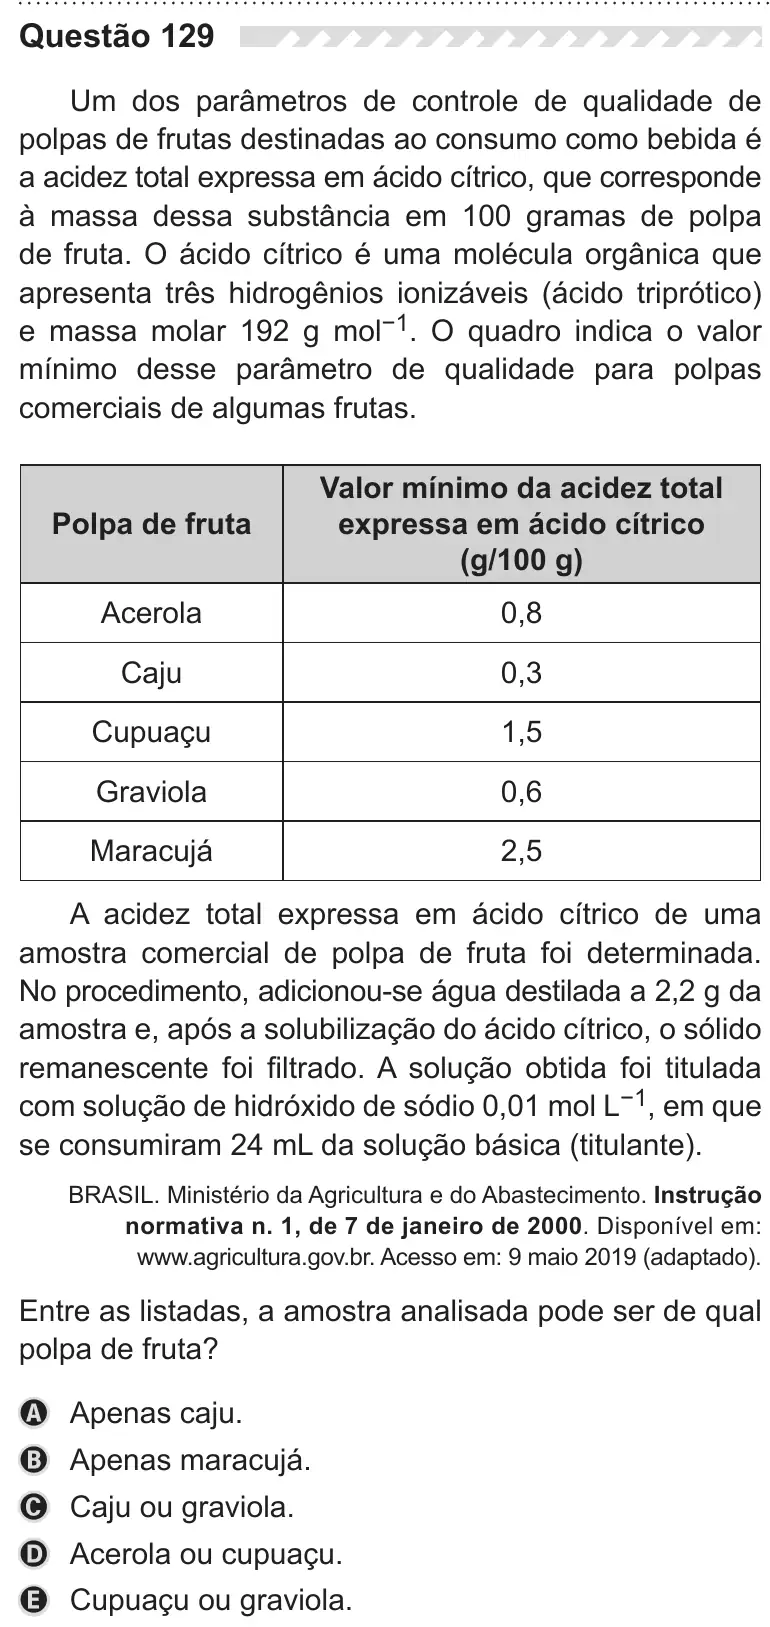 Questão 129
Um dos parâmetros de controle de qualidade de
polpas de frutas destinadas ao consumo como bebida é
a acidez total expressa em ácido cítrico, que corresponde
à massa dessa substância em 100 gramas de polpa
de fruta. O ácido cítrico é uma molécula orgânica que
apresenta três hidrogênios ionizáveis (ácido triprótico)
e massa molar 192 g mol⁻¹. O quadro indica o valor
mínimo desse parâmetro de qualidade para polpas
comerciais de algumas frutas.
Polpa de fruta
Valor mínimo da acidez total
expressa em ácido cítrico
(g/100 g)
Acerola 0,8
Caju 0,3
Cupuaçu 1,5
Graviola 0,6
Maracujá 2,5
A acidez total expressa em ácido cítrico de uma
amostra comercial de polpa de fruta foi determinada.
No procedimento, adicionou-se água destilada a 2,2 g da
amostra e, após a solubilização do ácido cítrico, o sólido
remanescente foi filtrado. A solução obtida foi titulada
com solução de hidróxido de sódio 0,01 mol L⁻¹, em que
se consumiram 24 mL da solução básica (titulante).
BRASIL. Ministério da Agricultura e do Abastecimento. Instrução
normativa n. 1, de 7 de janeiro de 2000. Disponível em:
www.agricultura.gov.br. Acesso em: 9 maio 2019 (adaptado).
Entre as listadas, a amostra analisada pode ser de qual
polpa de fruta?
A Apenas caju.
B Apenas maracujá.
C Caju ou graviola.
D Acerola ou cupuaçu.
E Cupuaçu ou graviola.